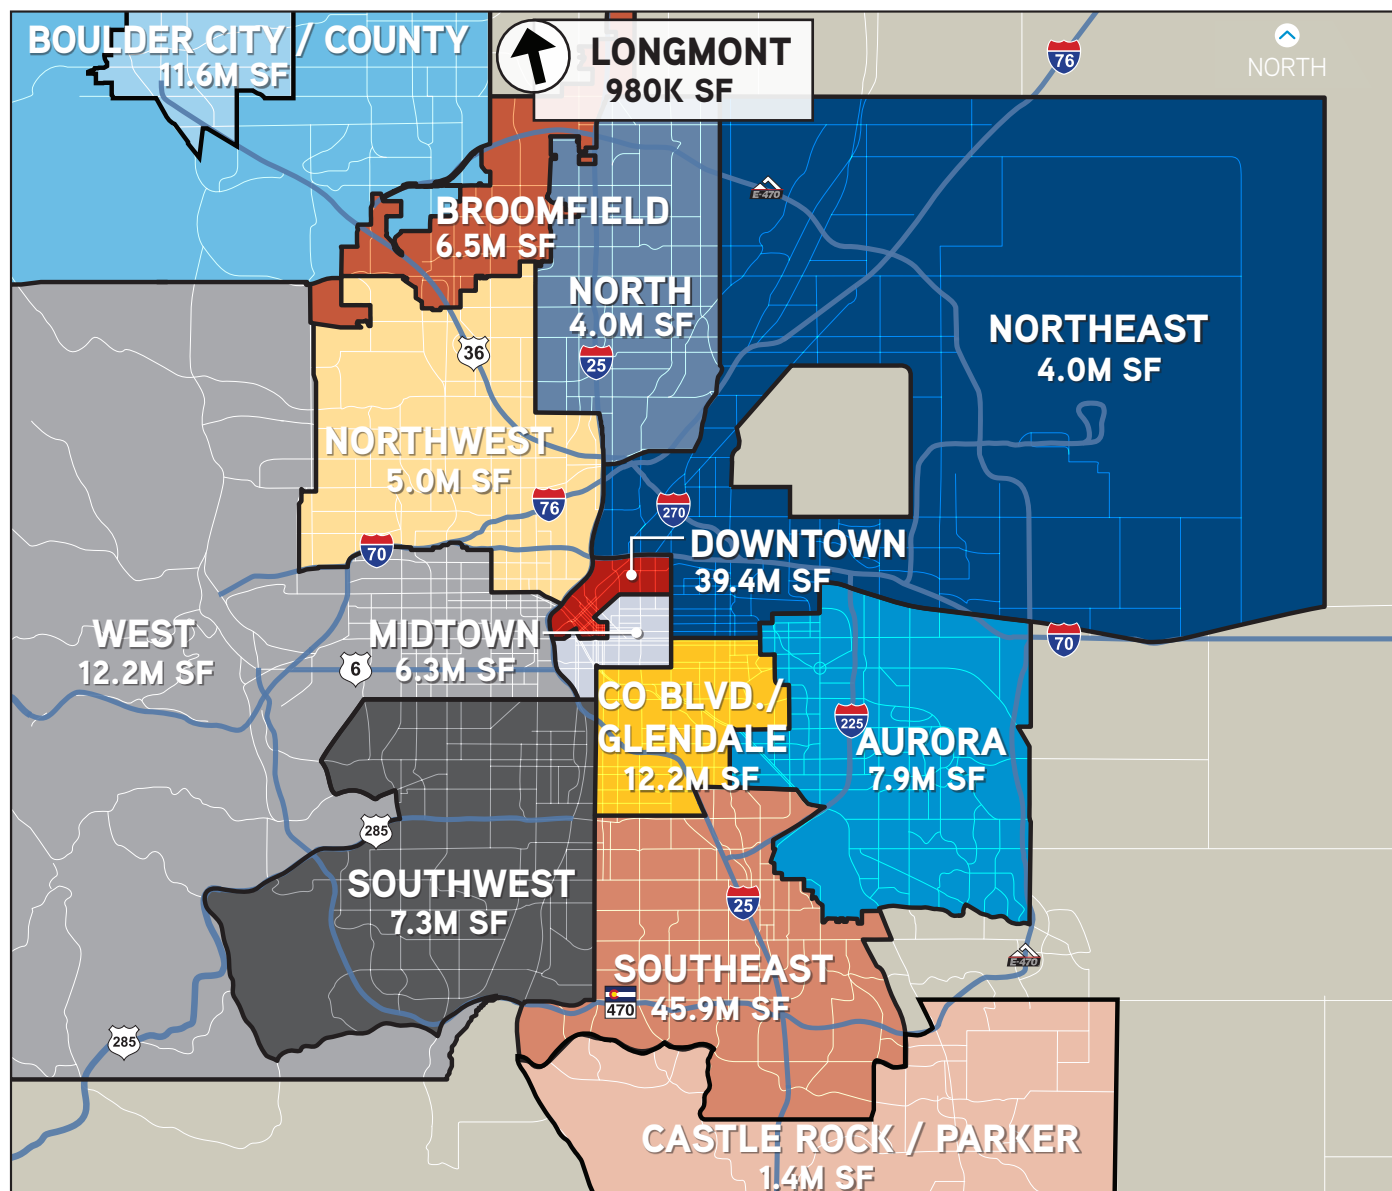 BOULDER CITY / COUNTY
11.6M SF
LONGMONT
980K SF
76
NORTH
E-470
BROOMFIELD
6.5M SF
NORTH
4.0M SF
25
36
NORTHEAST
4.0M SF
NORTHWEST
5.0M SF
76
270
70
DOWNTOWN
39.4M SF
WEST
12.2M SF
MIDTOWN
6.3M SF
6
70
CO BLVD./
GLENDALE
12.2M SF
225
AURORA
7.9M SF
285
SOUTHWEST
7.3M SF
25
E-470
SOUTHEAST
45.9M SF
470
285
CASTLE ROCK / PARKER
1.4M SF